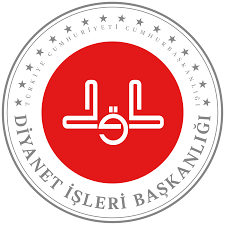 TÜRKİYE CUMHURİYETİ CUMHURBAŞKANLIĞI
DİYANET İŞLERİ BAŞKANLIĞI